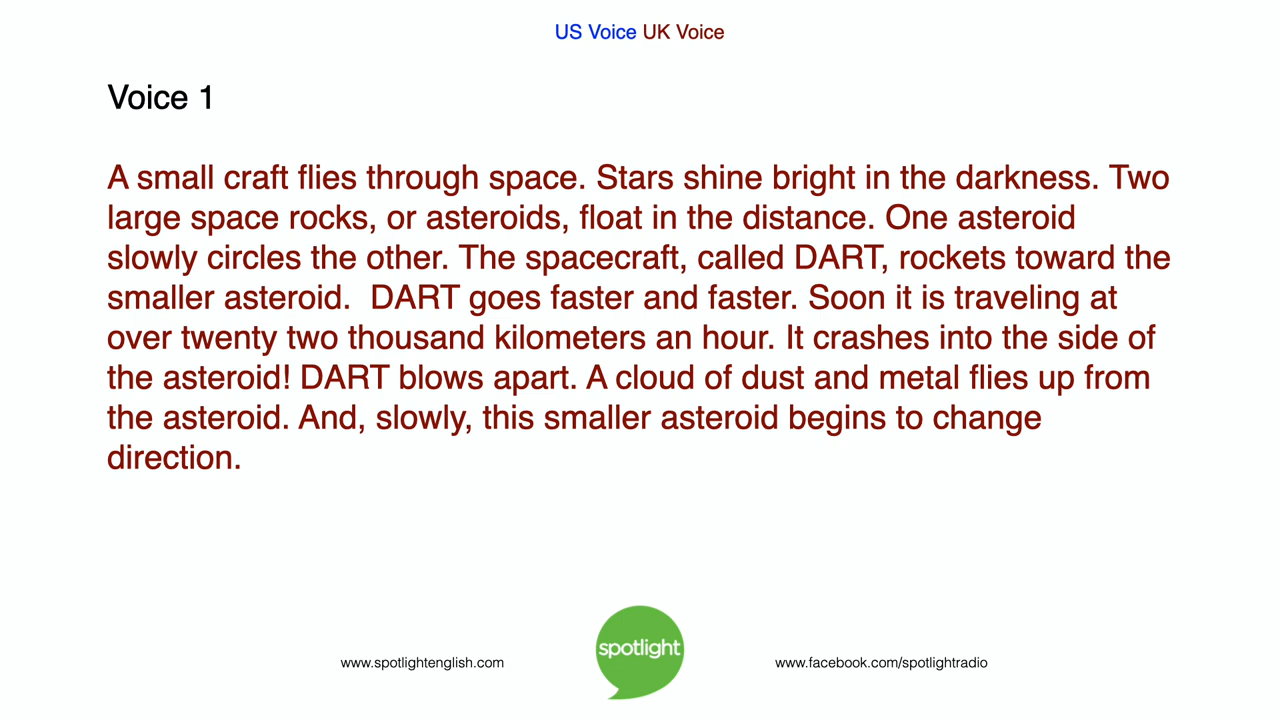 US Voice UK Voice
Voice 1
A small craft flies through space. Stars shine bright in the darkness. Two
large space rocks, or asteroids, float in the distance. One asteroid
slowly circles the other. The spacecraft, called DART, rockets toward the
smaller asteroid.  DART goes faster and faster. Soon it is traveling at
over twenty two thousand kilometers an hour. It crashes into the side of
the asteroid! DART blows apart. A cloud of dust and metal flies up from
the asteroid. And, slowly, this smaller asteroid begins to change
direction.
www.spotlightenglish.com
spotlight
www.facebook.com/spotlightradio